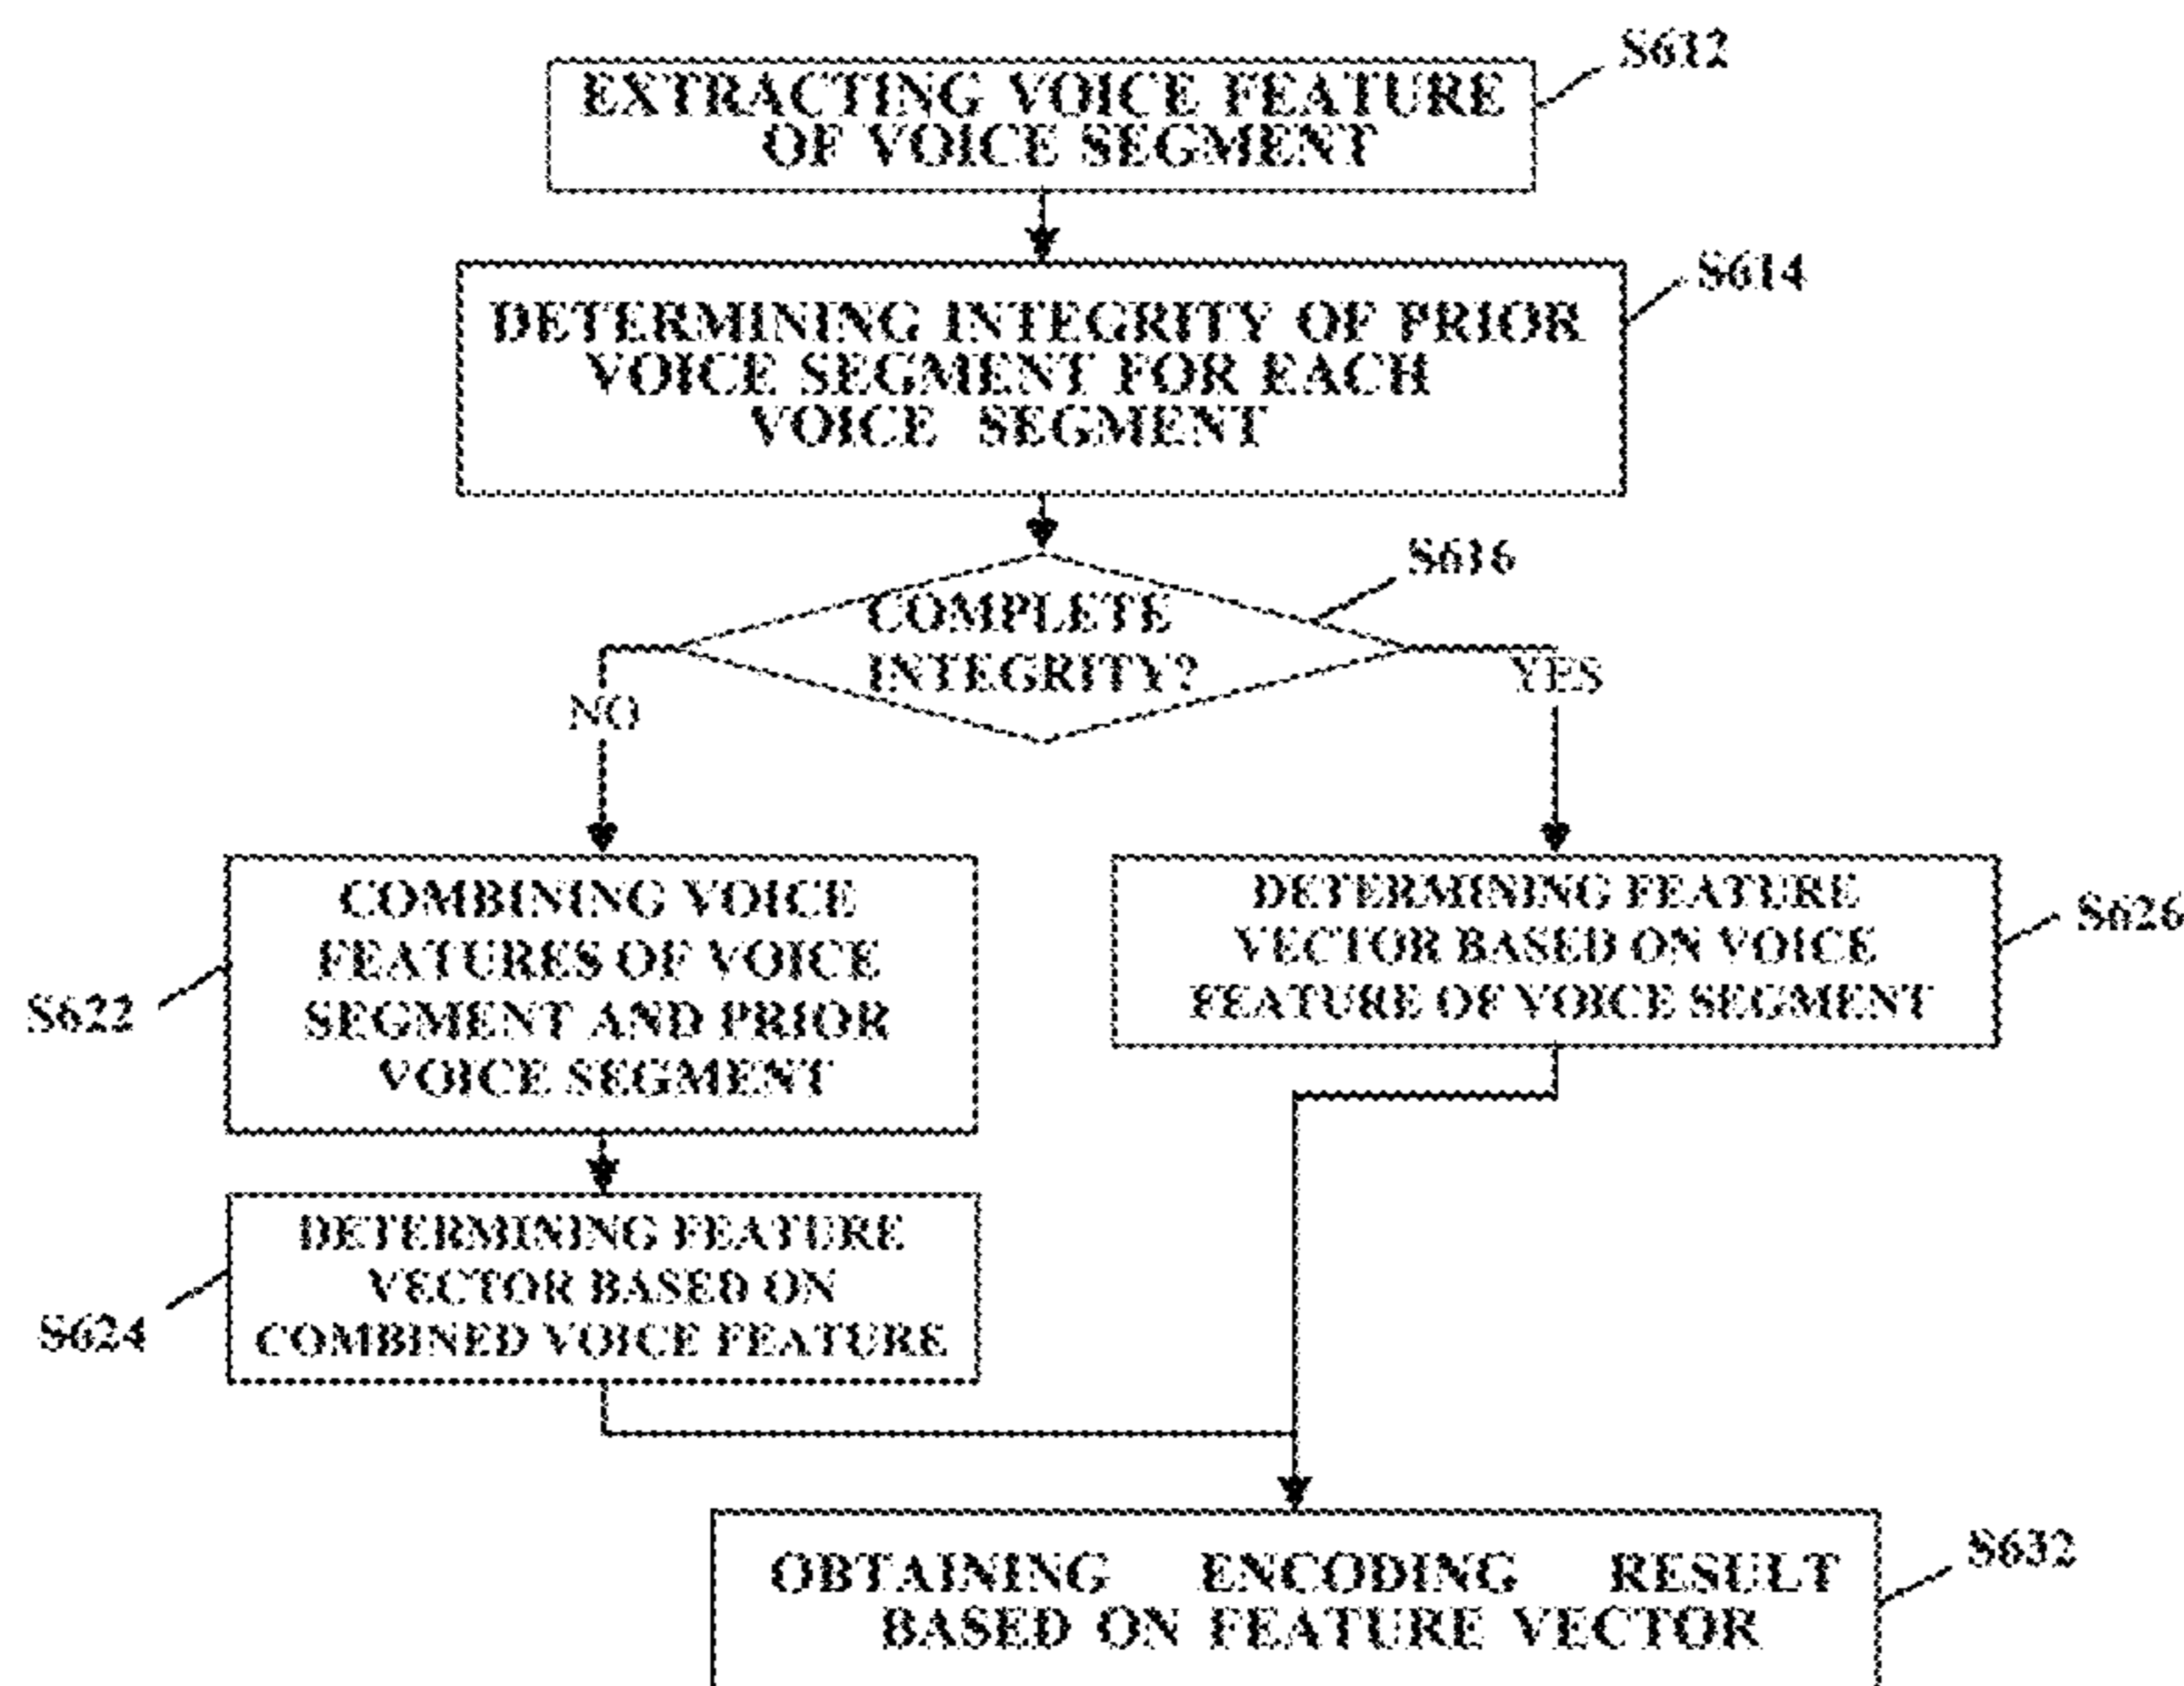 S612
EXTRACTING VOICE FEATURE
OF VOICE SEGMENT
S614
DETERMINING INTEGRITY OF PRIOR
VOICE SEGMENT FOR EACH
VOICE SEGMENT
S616
COMPLETE
INTEGRITY?
NO
YES
COMBINING VOICE
FEATURES OF VOICE
SEGMENT AND PRIOR
VOICE SEGMENT
S622
DETERMINING FEATURE
VECTOR BASED ON VOICE
FEATURE OF VOICE SEGMENT
S626
DETERMINING FEATURE
VECTOR BASED ON
COMBINED VOICE FEATURE
S624
OBTAINING ENCODING RESULT
BASED ON FEATURE VECTOR
S632